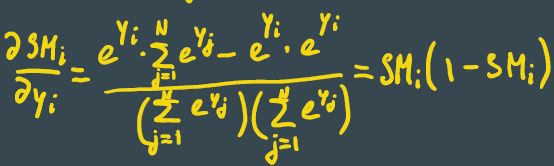 ∂SMᵢ/∂yᵢ = (e^{yᵢ} · Σ_{j=1}^{N} e^{yⱼ} − e^{yᵢ} · e^{yᵢ}) / ((Σ_{j=1}^{N} e^{yⱼ})(Σ_{j=1}^{N} e^{yⱼ})) = SMᵢ(1 − SMᵢ)